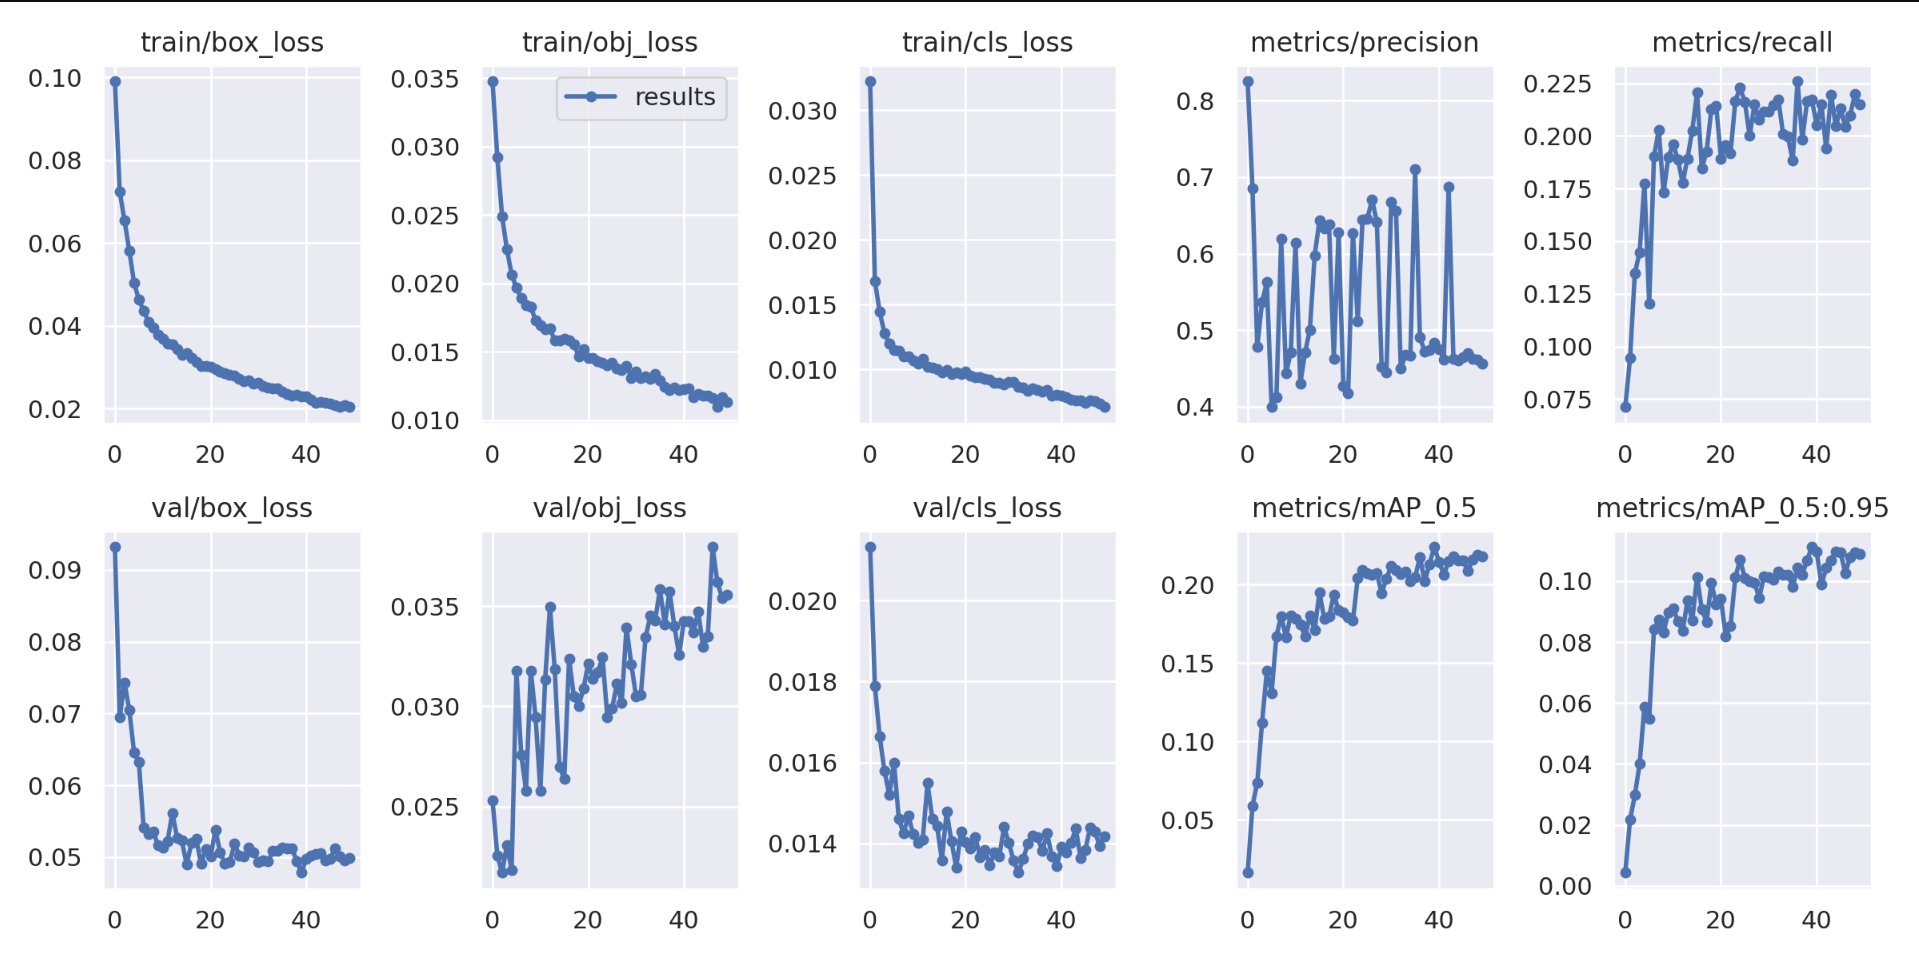 train/box_loss
0.10
0.08
0.06
0.04
0.02
0 20 40
train/obj_loss
results
0.035
0.030
0.025
0.020
0.015
0.010
0 20 40
train/cls_loss
0.030
0.025
0.020
0.015
0.010
0 20 40
metrics/precision
0.8
0.7
0.6
0.5
0.4
0 20 40
metrics/recall
0.225
0.200
0.175
0.150
0.125
0.100
0.075
0 20 40
val/box_loss
0.09
0.08
0.07
0.06
0.05
0 20 40
val/obj_loss
0.035
0.030
0.025
0 20 40
val/cls_loss
0.020
0.018
0.016
0.014
0 20 40
metrics/mAP_0.5
0.20
0.15
0.10
0.05
0 20 40
metrics/mAP_0.5:0.95
0.10
0.08
0.06
0.04
0.02
0.00
0 20 40